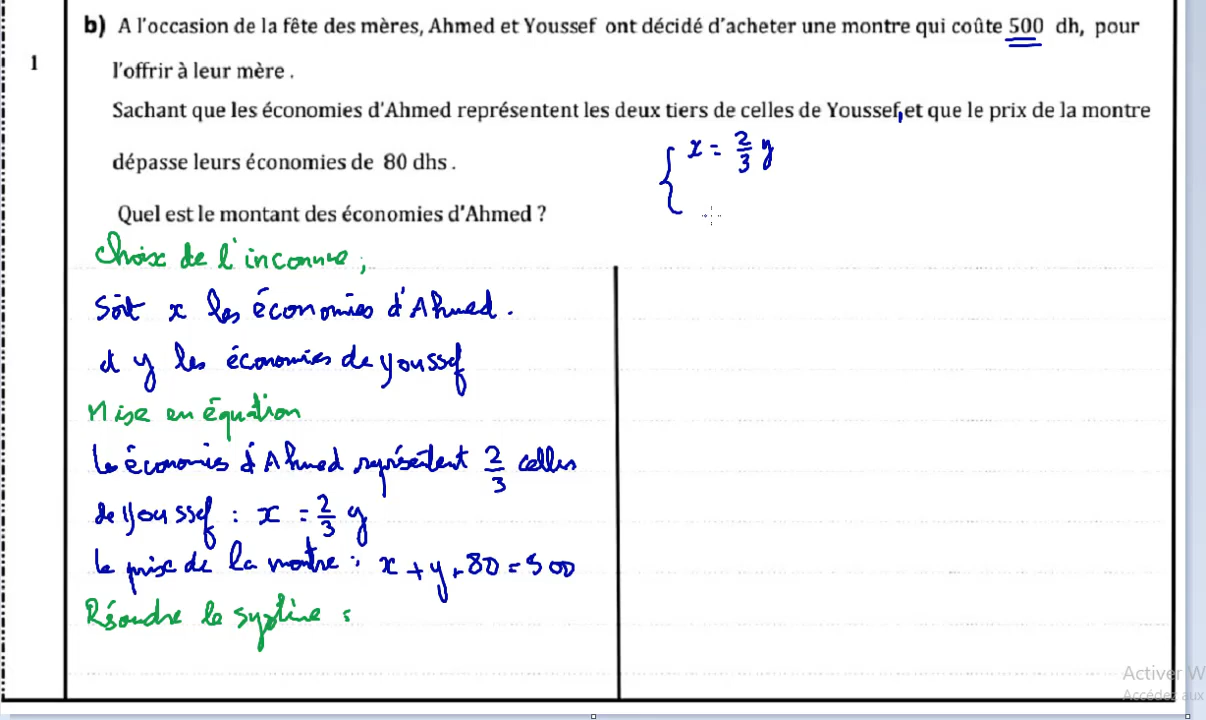 b) A l'occasion de la fête des mères, Ahmed et Youssef ont décidé d'acheter une montre qui coûte 500 dh, pour
1
l'offrir à leur mère .
Sachant que les économies d'Ahmed représentent les deux tiers de celles de Youssef,et que le prix de la montre
dépasse leurs économies de 80 dhs .
{ x = 2/3 y
Quel est le montant des économies d'Ahmed ?
Choix de l'inconnue ;
Soit x les économies d'Ahmed .
et y les économies de youssef
Mise en équation
Les économies d'Ahmed représentent 2/3 celles
de Youssef : x = 2/3 y
le prix de la montre : x + y + 80 = 500
Résoudre le système :
Activer W
Accédez aux